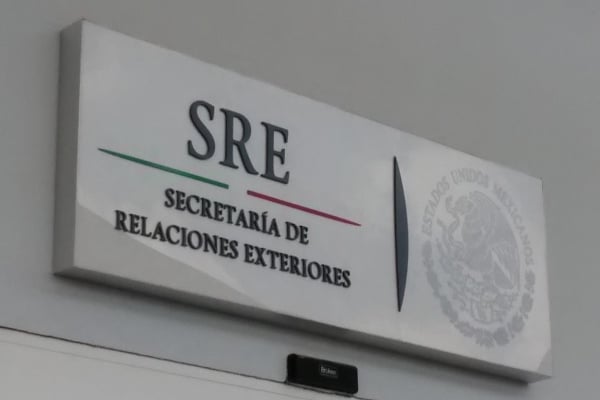 SRE
SECRETARÍA DE
RELACIONES EXTERIORES
ESTADOS UNIDOS MEXICANOS